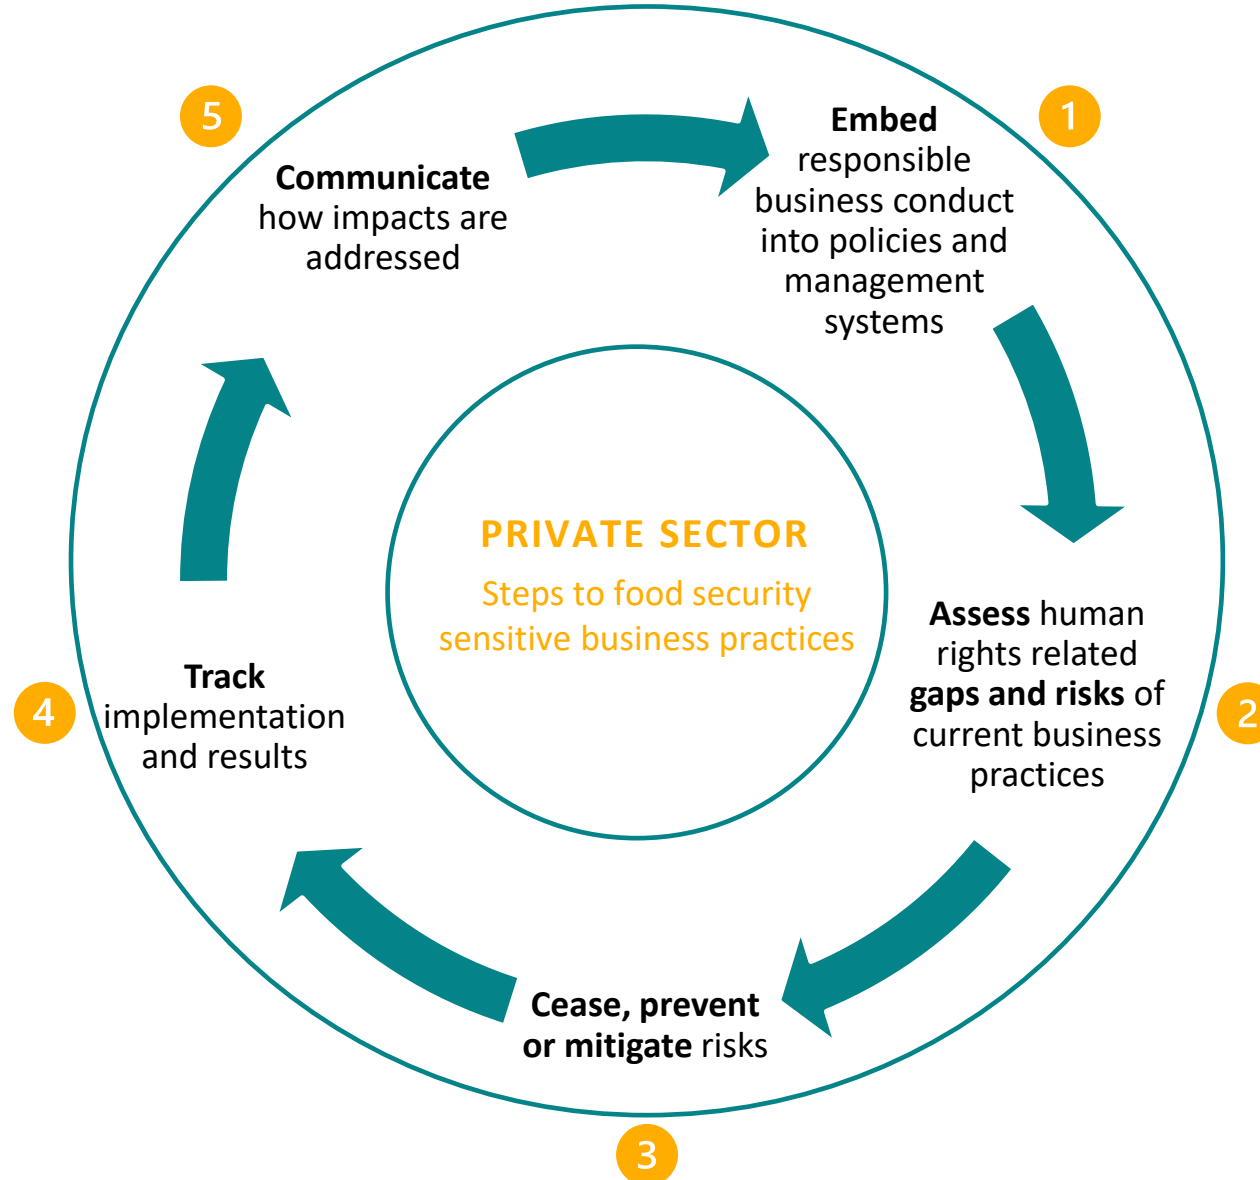 1
Embed
responsible
business conduct
into policies and
management
systems
2
Assess human
rights related
gaps and risks of
current business
practices
3
Cease, prevent
or mitigate risks
4
Track
implementation
and results
5
Communicate
how impacts are
addressed
PRIVATE SECTOR
Steps to food security
sensitive business practices